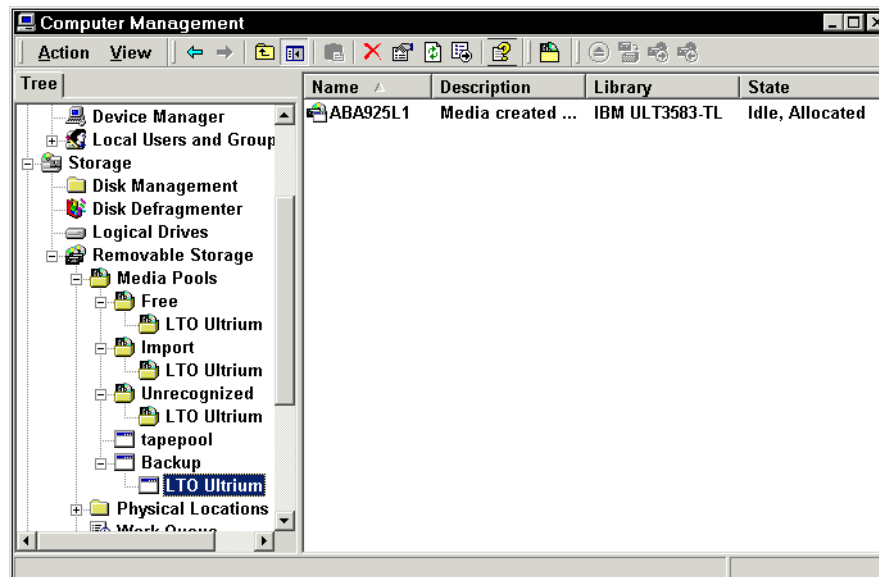 Computer Management
Action View
Tree
Name Description Library State
Device Manager
Local Users and Group
Storage
Disk Management
Disk Defragmenter
Logical Drives
Removable Storage
Media Pools
Free
LTO Ultrium
Import
LTO Ultrium
Unrecognized
LTO Ultrium
tapepool
Backup
LTO Ultrium
Physical Locations
Work Queue
ABA925L1 Media created ... IBM ULT3583-TL Idle, Allocated